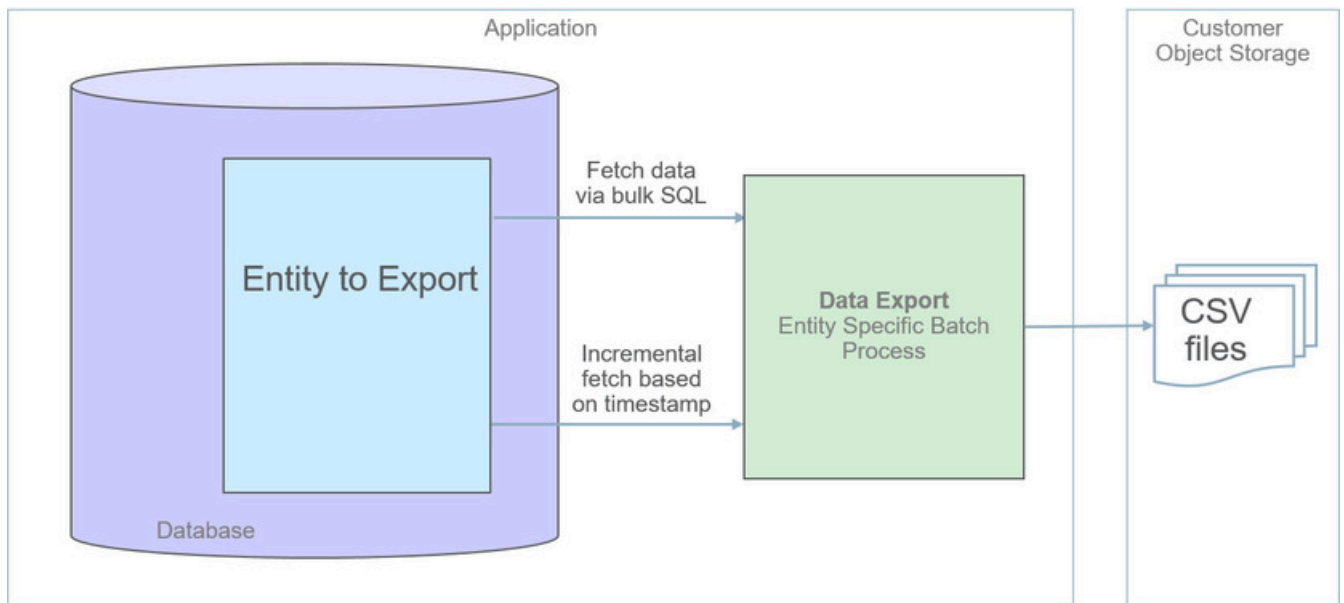 Application
Customer
Object Storage
Fetch data
via bulk SQL
Entity to Export
Data Export
Entity Specific Batch
Process
CSV
files
Incremental
fetch based
on timestamp
Database